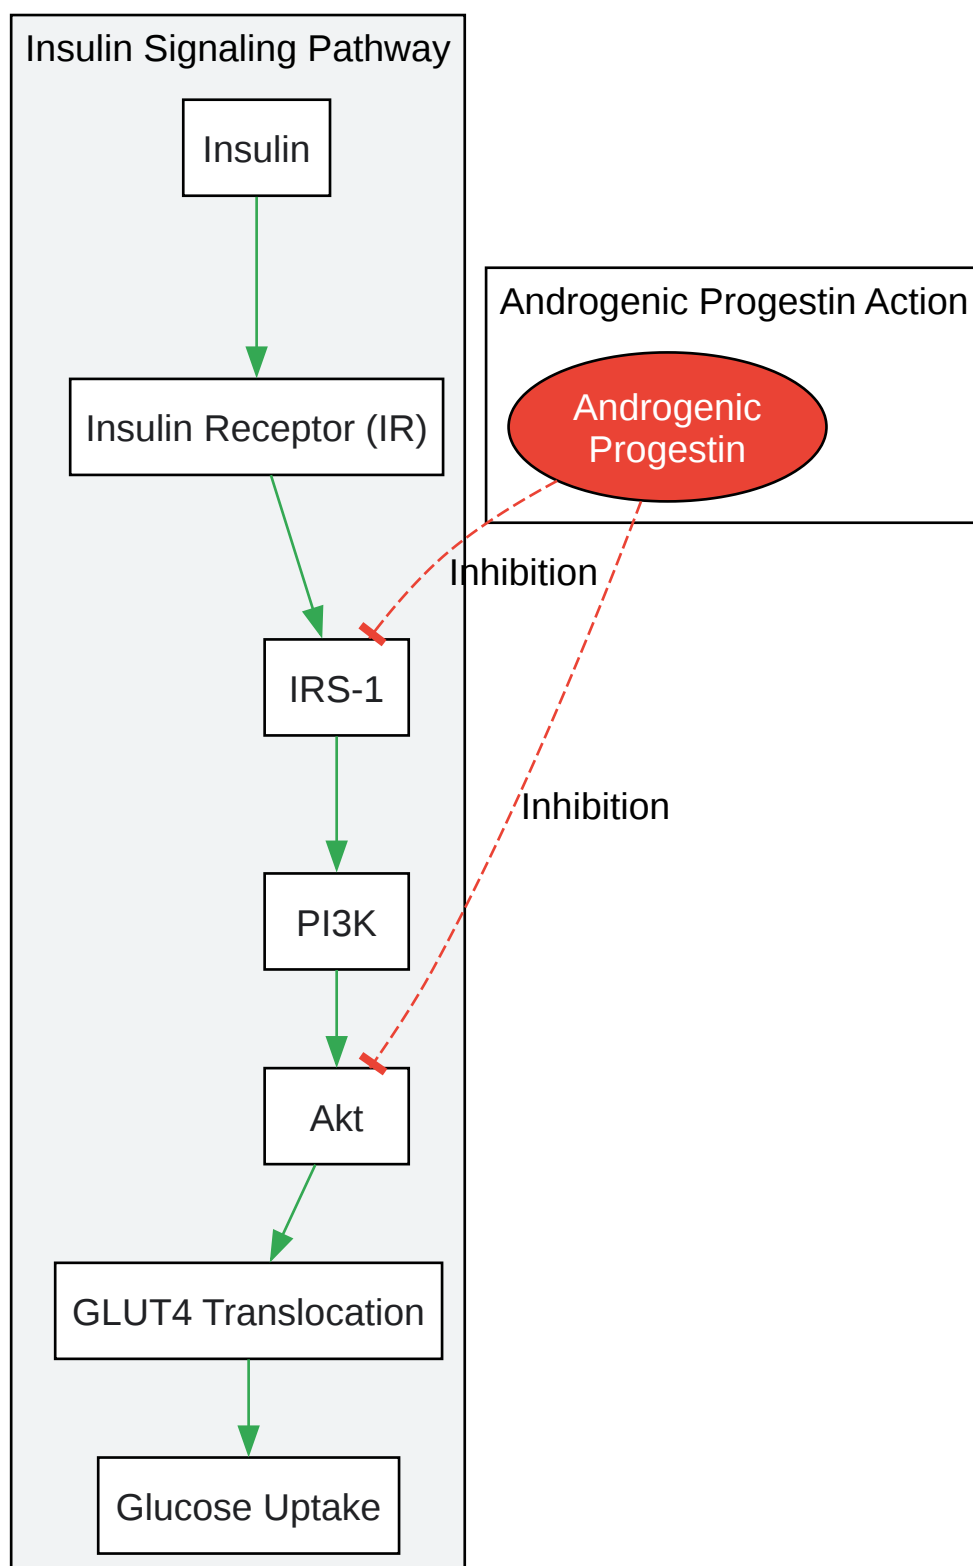 Insulin Signaling Pathway
Insulin
Androgenic Progestin Action
Androgenic
Progestin
Insulin Receptor (IR)
Inhibition
IRS-1
Inhibition
PI3K
Akt
GLUT4 Translocation
Glucose Uptake